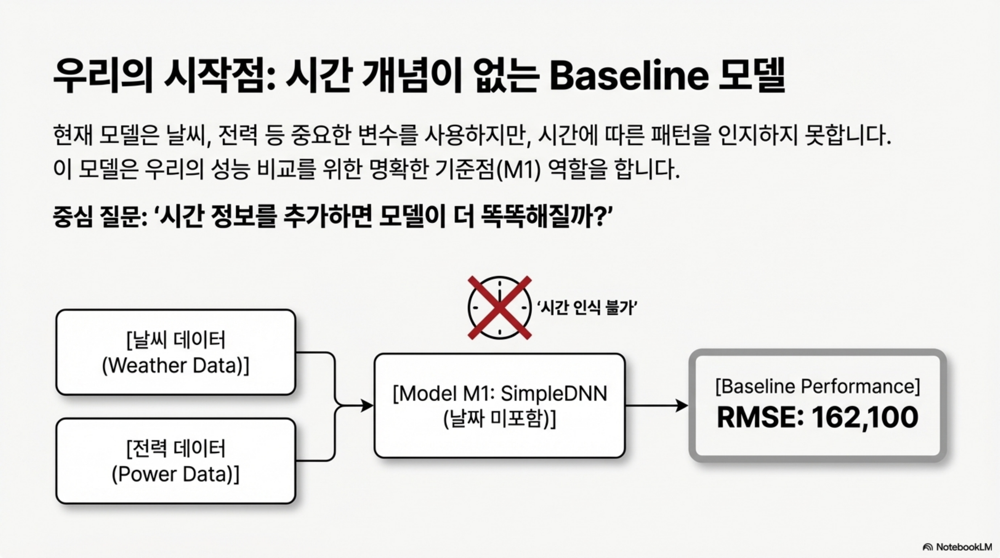 우리의 시작점: 시간 개념이 없는 Baseline 모델
현재 모델은 날씨, 전력 등 중요한 변수를 사용하지만, 시간에 따른 패턴을 인지하지 못합니다.
이 모델은 우리의 성능 비교를 위한 명확한 기준점(M1) 역할을 합니다.
중심 질문: ‘시간 정보를 추가하면 모델이 더 똑똑해질까?’
‘시간 인식 불가’
[날씨 데이터
(Weather Data)]
[전력 데이터
(Power Data)]
[Model M1: SimpleDNN
(날짜 미포함)]
[Baseline Performance]
RMSE: 162,100
NotebookLM